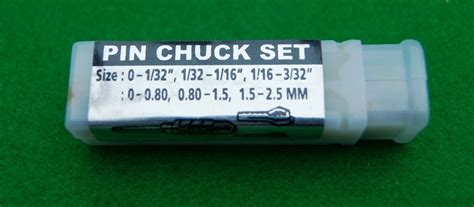 PIN CHUCK SET
Size : 0-1/32", 1/32-1/16", 1/16-3/32"
: 0-0.80, 0.80-1.5, 1.5-2.5 MM